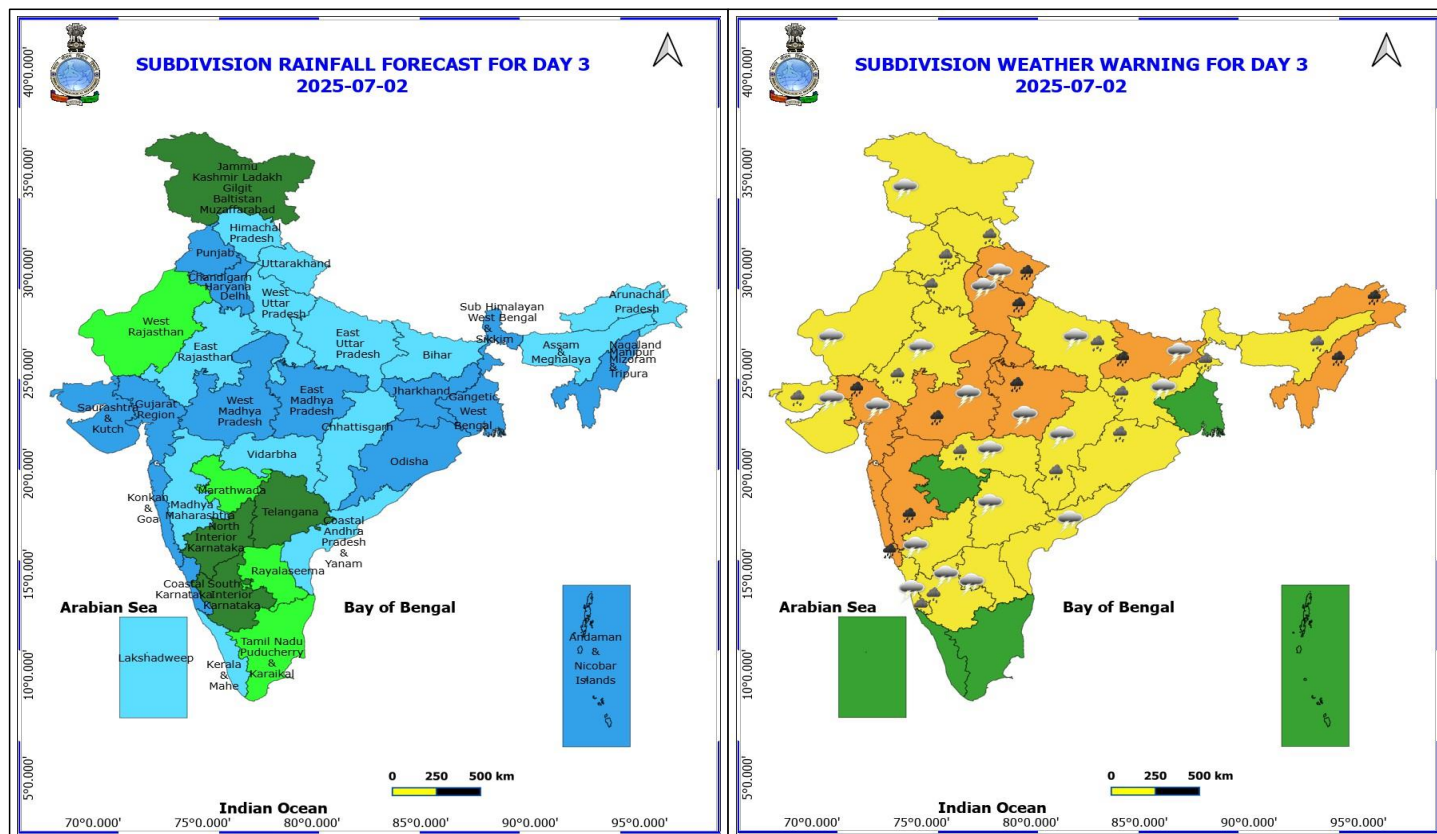 SUBDIVISION RAINFALL FORECAST FOR DAY 3
2025-07-02
40°0.000'
35°0.000'
30°0.000'
25°0.000'
20°0.000'
15°0.000'
10°0.000'
5°0.000'
Jammu
Kashmir Ladakh
Gilgit
Baltistan
Muzaffarabad
Himachal
Pradesh
Punjab
Uttarakhand
Chandigarh
Haryana
Delhi
West
Uttar
Pradesh
West
Rajasthan
East
Rajasthan
East
Uttar
Pradesh
Bihar
Sub Himalayan
West Bengal
&
Sikkim
Arunachal
Pradesh
Assam
&
Meghalaya
Nagaland
Manipur
Mizoram
&
Tripura
Saurashtra
&
Kutch
Gujarat
Region
West
Madhya
Pradesh
East
Madhya
Pradesh
Jharkhand
Gangetic
West
Bengal
Chhattisgarh
Odisha
Vidarbha
Konkan
&
Goa
Madhya
Maharashtra
Marathwada
Telangana
North
Interior
Karnataka
Coastal
Andhra
Pradesh
&
Yanam
Rayalaseema
Coastal
Karnataka
South
Interior
Karnataka
Arabian Sea
Bay of Bengal
Lakshadweep
Kerala
&
Mahe
Tamil Nadu
Puducherry
&
Karaikal
Andaman
&
Nicobar
Islands
0 250 500 km
Indian Ocean
70°0.000' 75°0.000' 80°0.000' 85°0.000' 90°0.000' 95°0.000'
SUBDIVISION WEATHER WARNING FOR DAY 3
2025-07-02
40°0.000'
35°0.000'
30°0.000'
25°0.000'
20°0.000'
15°0.000'
10°0.000'
5°0.000'
Arabian Sea
Bay of Bengal
0 250 500 km
Indian Ocean
70°0.000' 75°0.000' 80°0.000' 85°0.000' 90°0.000' 95°0.000'